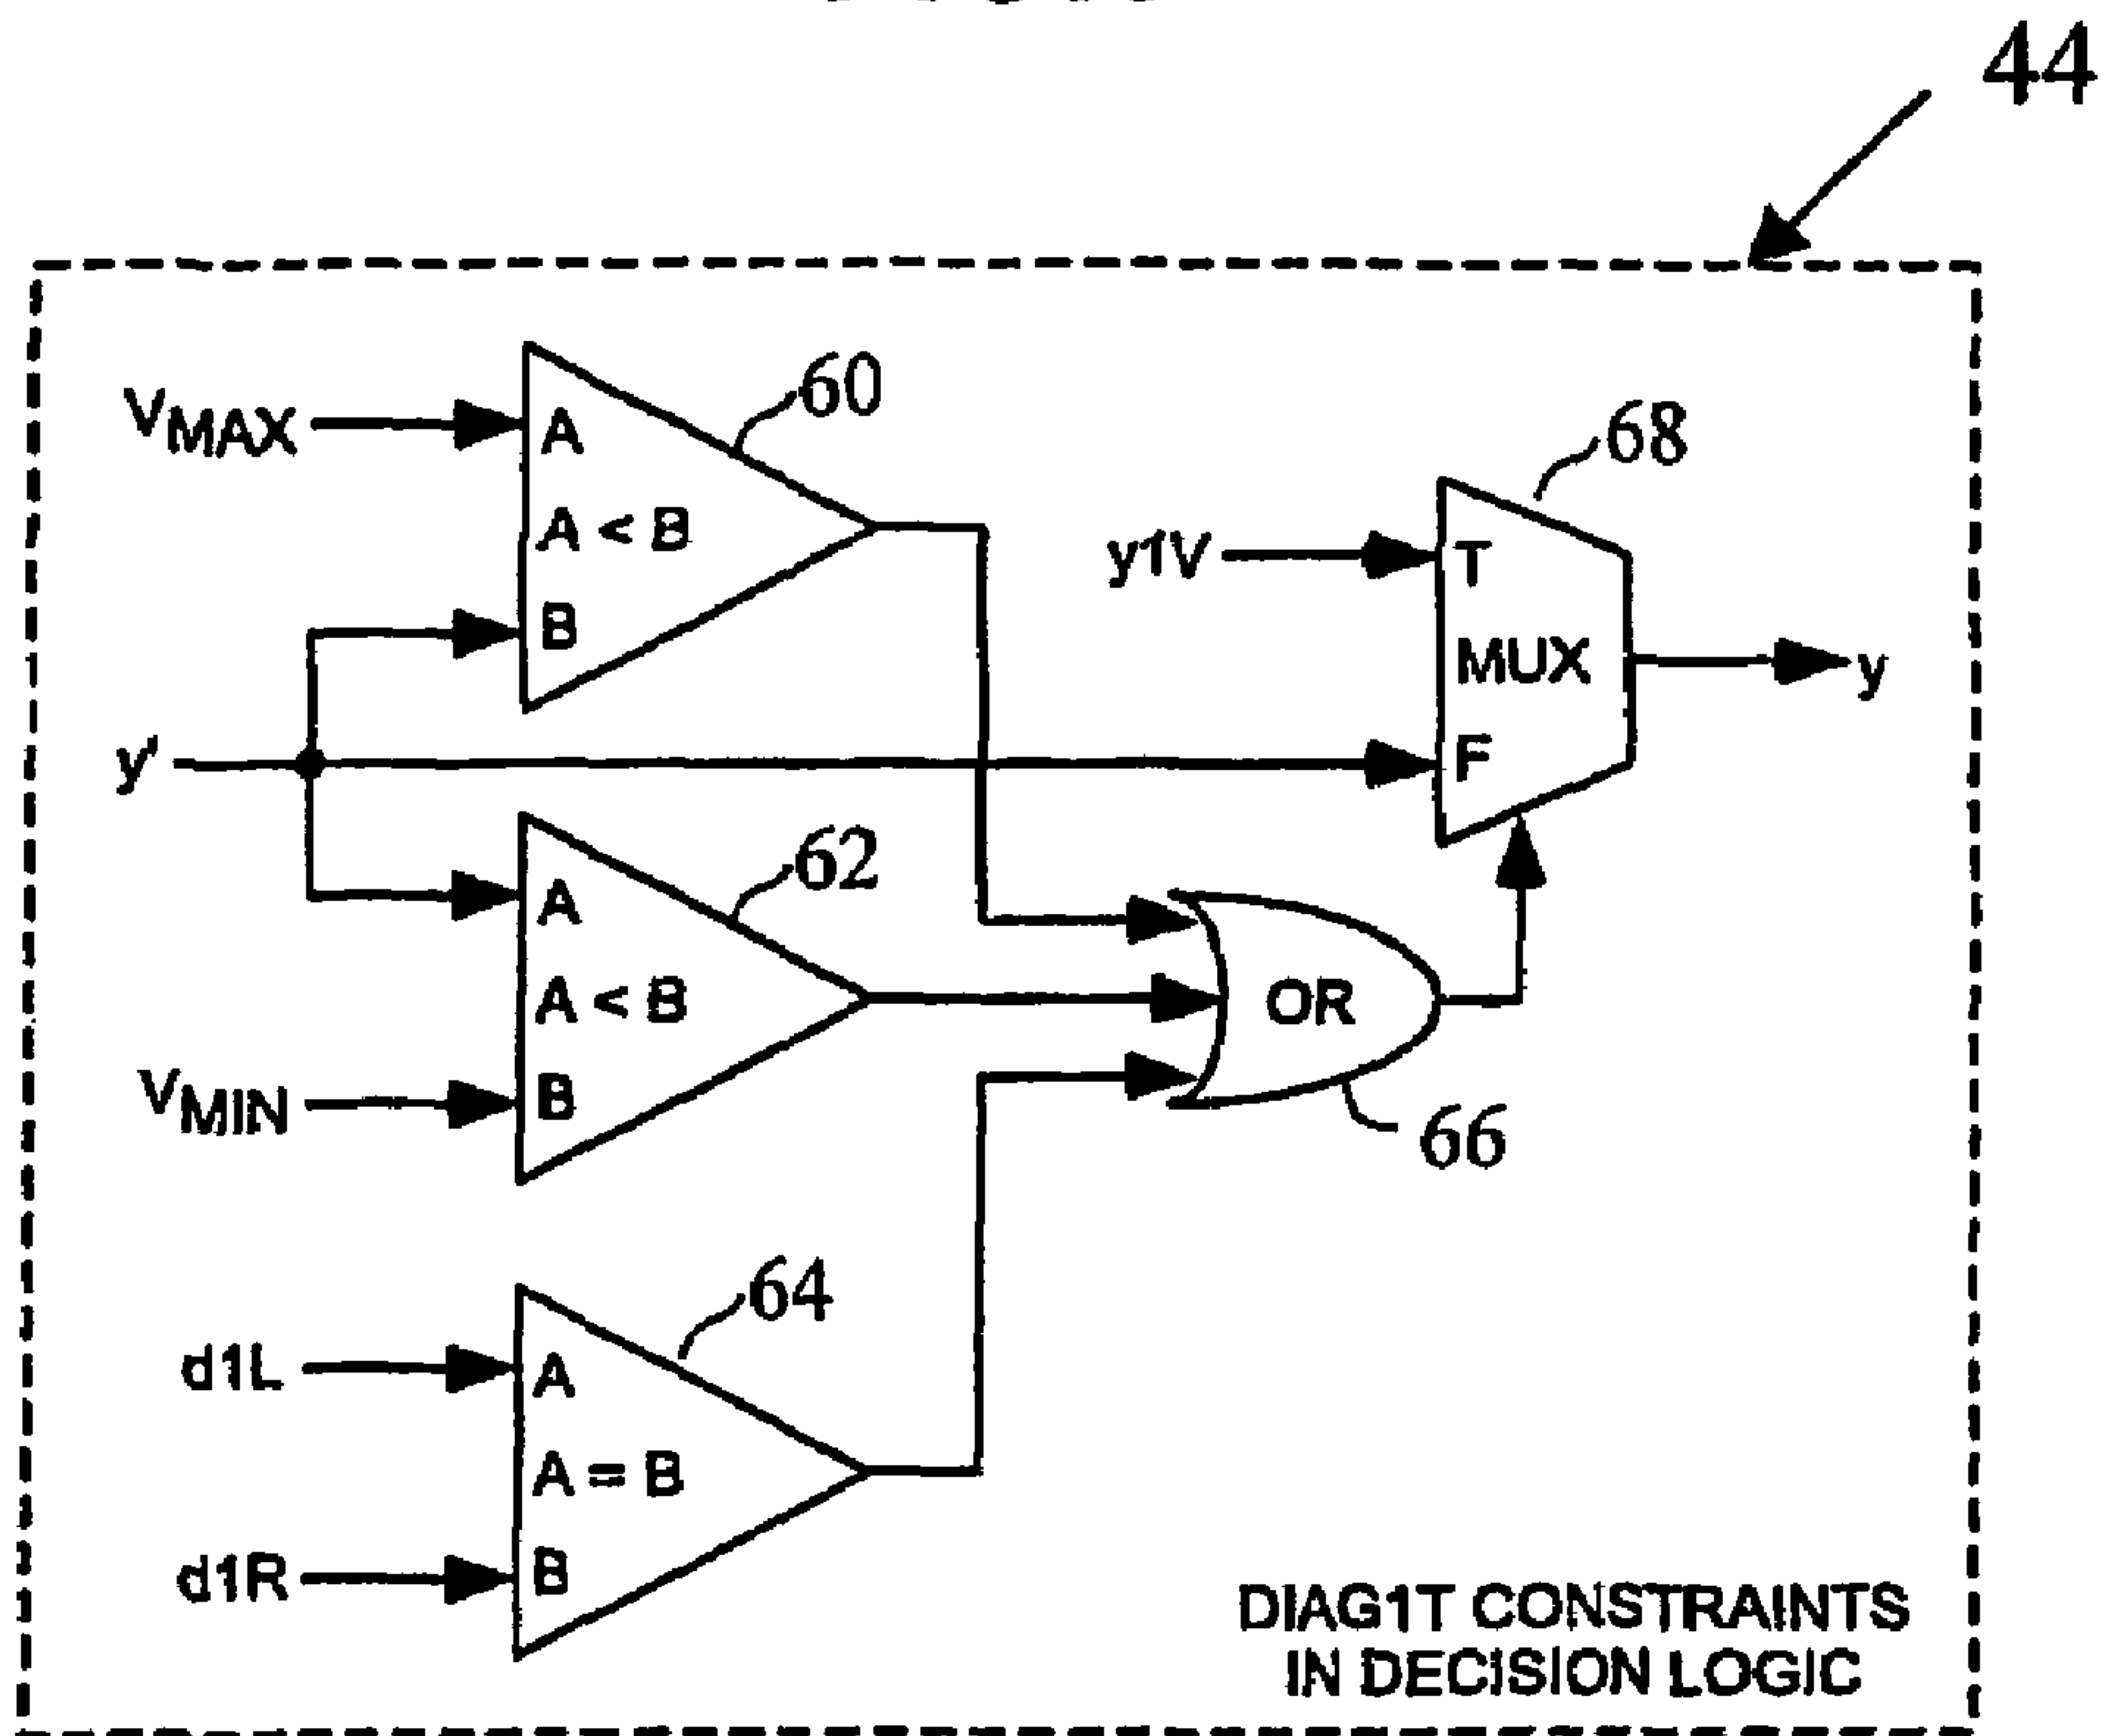 44
VMAX
A
A < B
B
60
y1V
T
MUX
F
68
y
y'
A
A < B
B
62
VMIN
OR
66
d1L
A
A = B
B
64
d1R
DIAG1T CONSTRAINTS
IN DECISION LOGIC